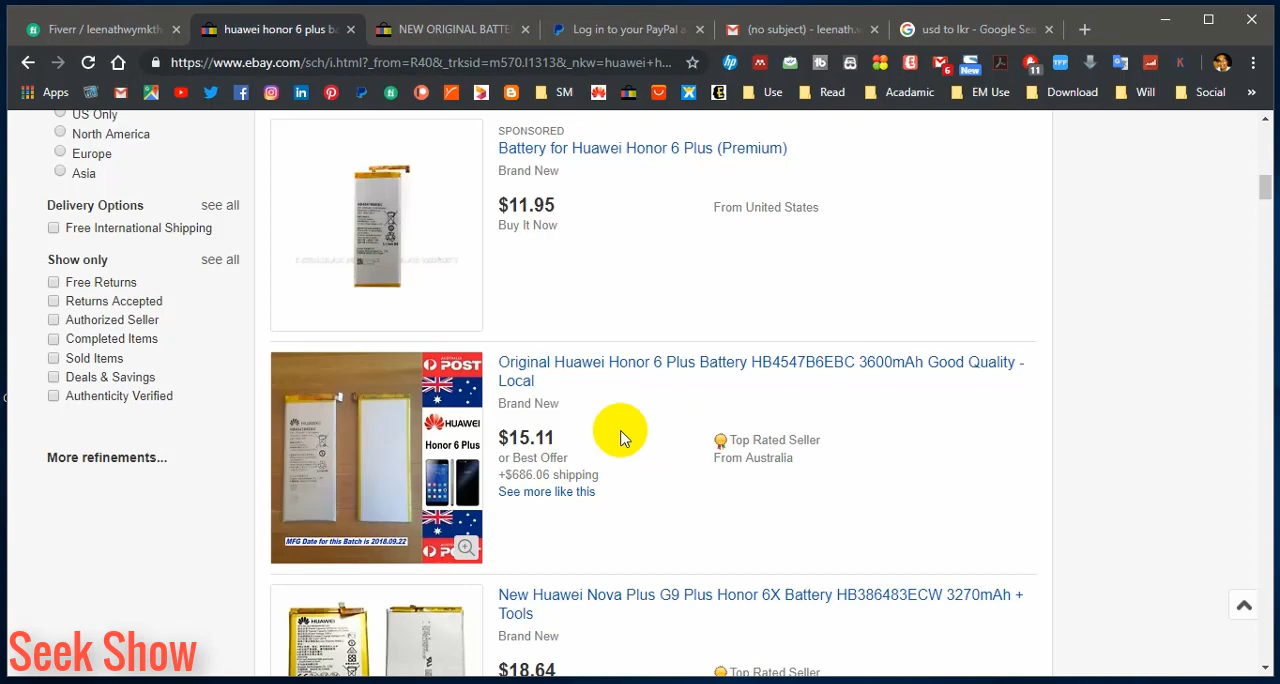 Fiverr / leenathwymkth
huawei honor 6 plus ba
NEW ORIGINAL BATTE
Log in to your PayPal a
(no subject) - leenath.v
usd to lkr - Google Sea
https://www.ebay.com/sch/i.html?_from=R40&_trksid=m570.l1313&_nkw=huawei+h...
Apps
SM
Use
Read
Acadamic
EM Use
Download
Will
Social
6
New
11
US Only
North America
Europe
Asia
Delivery Options see all
Free International Shipping
Show only see all
Free Returns
Returns Accepted
Authorized Seller
Completed Items
Sold Items
Deals & Savings
Authenticity Verified
More refinements...
SPONSORED
Battery for Huawei Honor 6 Plus (Premium)
Brand New
$11.95
Buy It Now
From United States
Original Huawei Honor 6 Plus Battery HB4547B6EBC 3600mAh Good Quality -
Local
Brand New
$15.11
or Best Offer
+$686.06 shipping
See more like this
Top Rated Seller
From Australia
POST
HUAWEI
Honor 6 Plus
MFG Date for this Batch is 2018.09.22
New Huawei Nova Plus G9 Plus Honor 6X Battery HB386483ECW 3270mAh +
Tools
Brand New
$18.64
Top Rated Seller
Seek Show